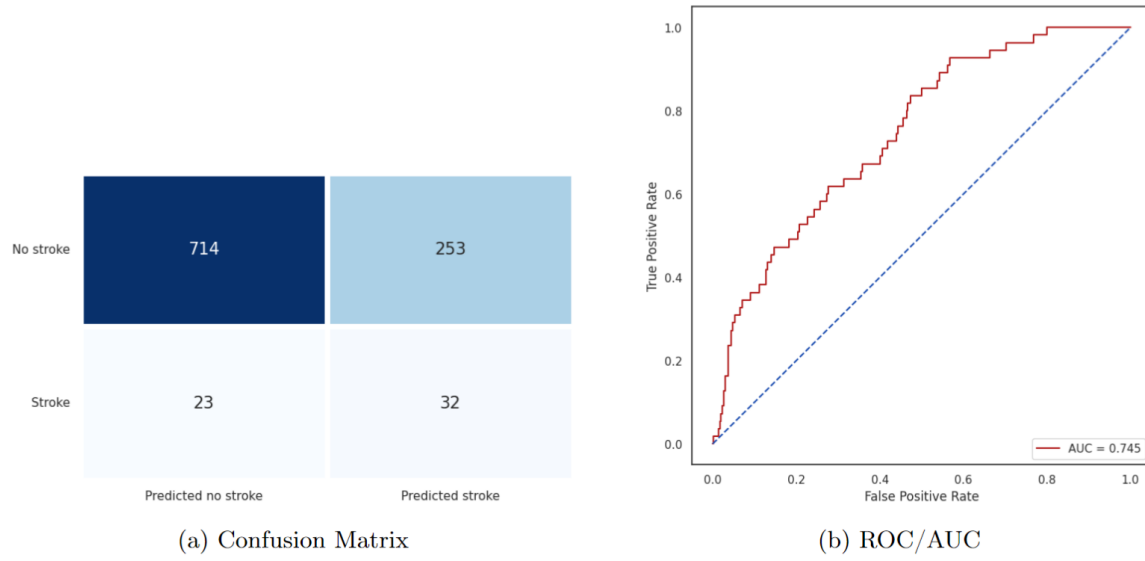 No stroke
714
253
Stroke
23
32
Predicted no stroke
Predicted stroke
(a) Confusion Matrix
True Positive Rate
1.0
0.8
0.6
0.4
0.2
0.0
AUC = 0.745
0.0
0.2
0.4
0.6
0.8
1.0
False Positive Rate
(b) ROC/AUC